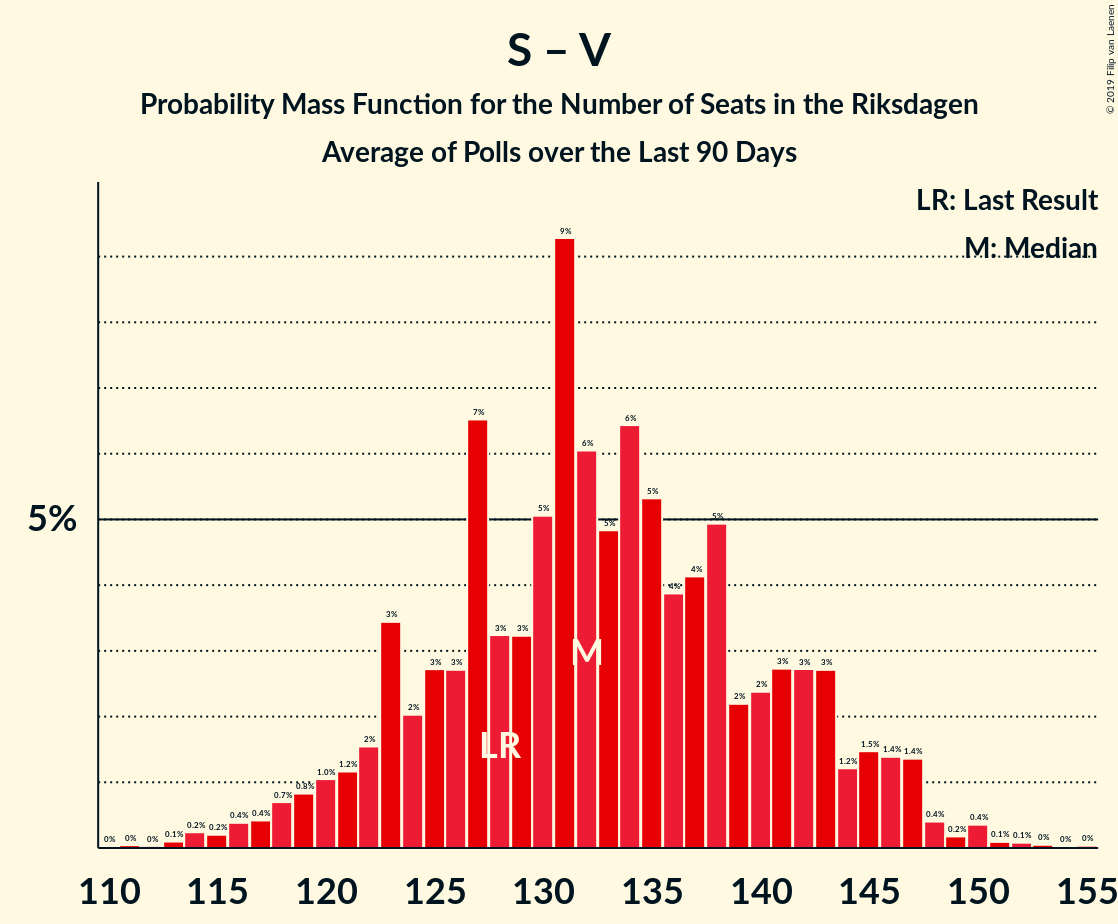 S – V
Probability Mass Function for the Number of Seats in the Riksdagen
Average of Polls over the Last 90 Days
© 2019 Filip van Laenen
LR: Last Result
M: Median
5%
0% 0% 0% 0.1% 0.2% 0.2% 0.4% 0.4% 0.7% 0.8% 1.0% 1.2% 2% 3% 2% 3% 3% 7% 3% 3% 5% 9% 6% 5% 6% 5% 4% 4% 5% 2% 2% 3% 3% 3% 1.2% 1.5% 1.4% 1.4% 0.4% 0.2% 0.4% 0.1% 0.1% 0% 0% 0%
M
LR
110 115 120 125 130 135 140 145 150 155